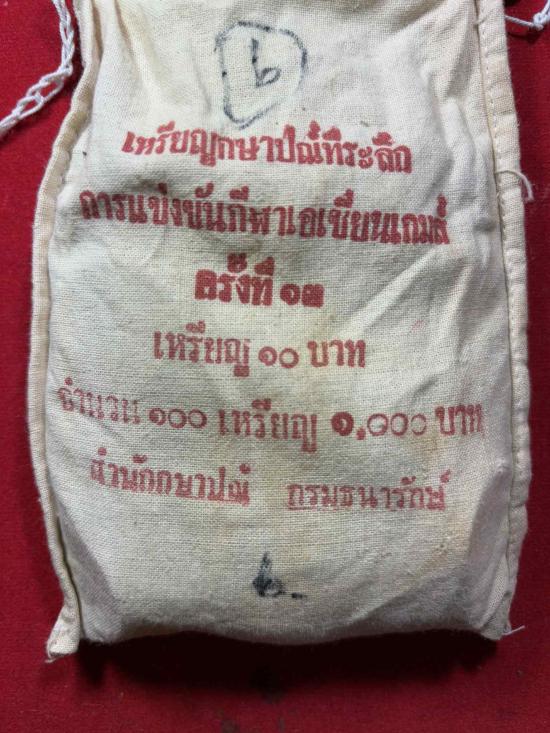 ๖
เหรียญกษาปณ์ที่ระลึก
การแข่งขันกีฬาเอเชี่ยนเกมส์
ครั้งที่ ๑๓
เหรียญ ๑๐ บาท
จำนวน ๑๐๐ เหรียญ ๑,๐๐๐ บาท
สำนักกษาปณ์ กรมธนารักษ์
๖.